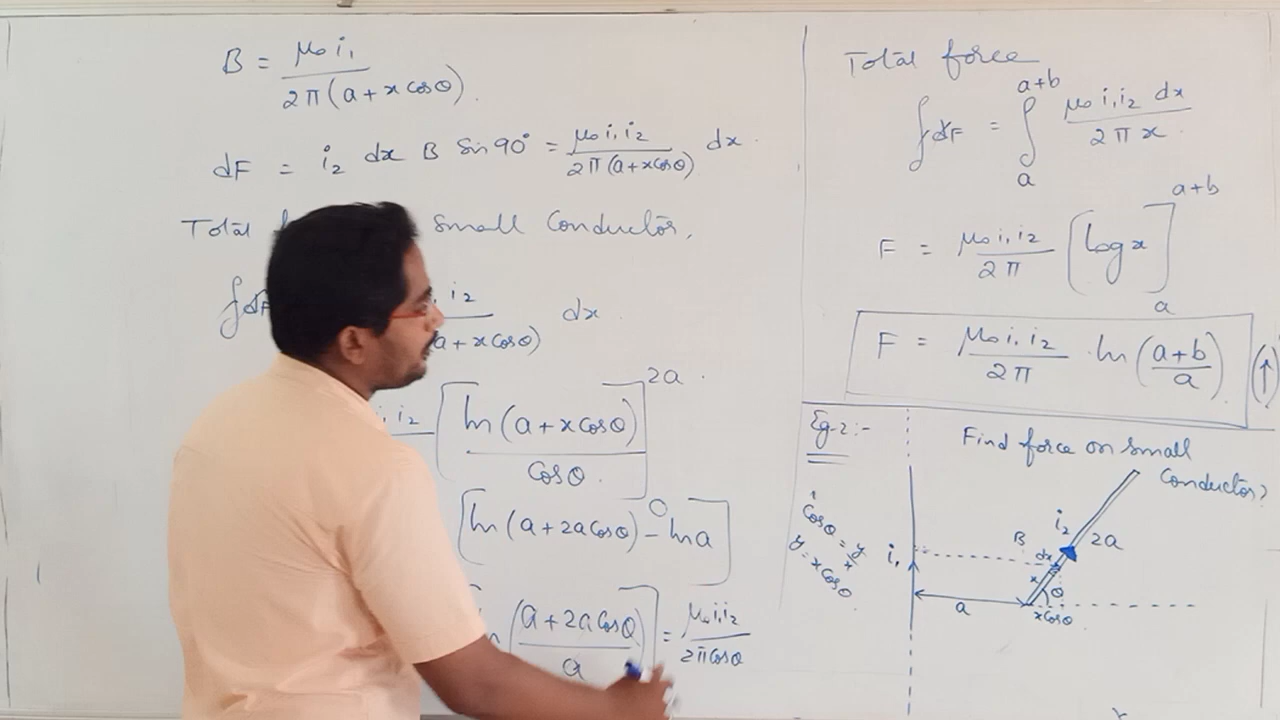 B = μ₀ i₁ / 2π (a + x cosθ).
dF = i₂ dx B Sin 90° = μ₀ i₁ i₂ / 2π (a + x cosθ) dx.
Total Small Conductor,
∫dF i₂ / a + x cosθ) dx.
i₁ i₂ [ln (a + x cosθ) / cosθ.]^2a . ₀
[ln (a + 2a cosθ) - ln a]
(a + 2a cosθ / a)] = μ₀ i₁ i₂ / 2π cosθ
Total force
∫dF = ∫ₐ^a+b μ₀ i₁ i₂ dx / 2π x.
F = μ₀ i₁ i₂ / 2π [log x]ₐ^a+b
F = μ₀ i₁ i₂ / 2π . ln (a+b / a). (↑)
Eg-2:-
Find force on small
Conductor?
cosθ = y/x
y = x cosθ.
i₁
B
i₂
2a
dx
x
θ
a
x cosθ